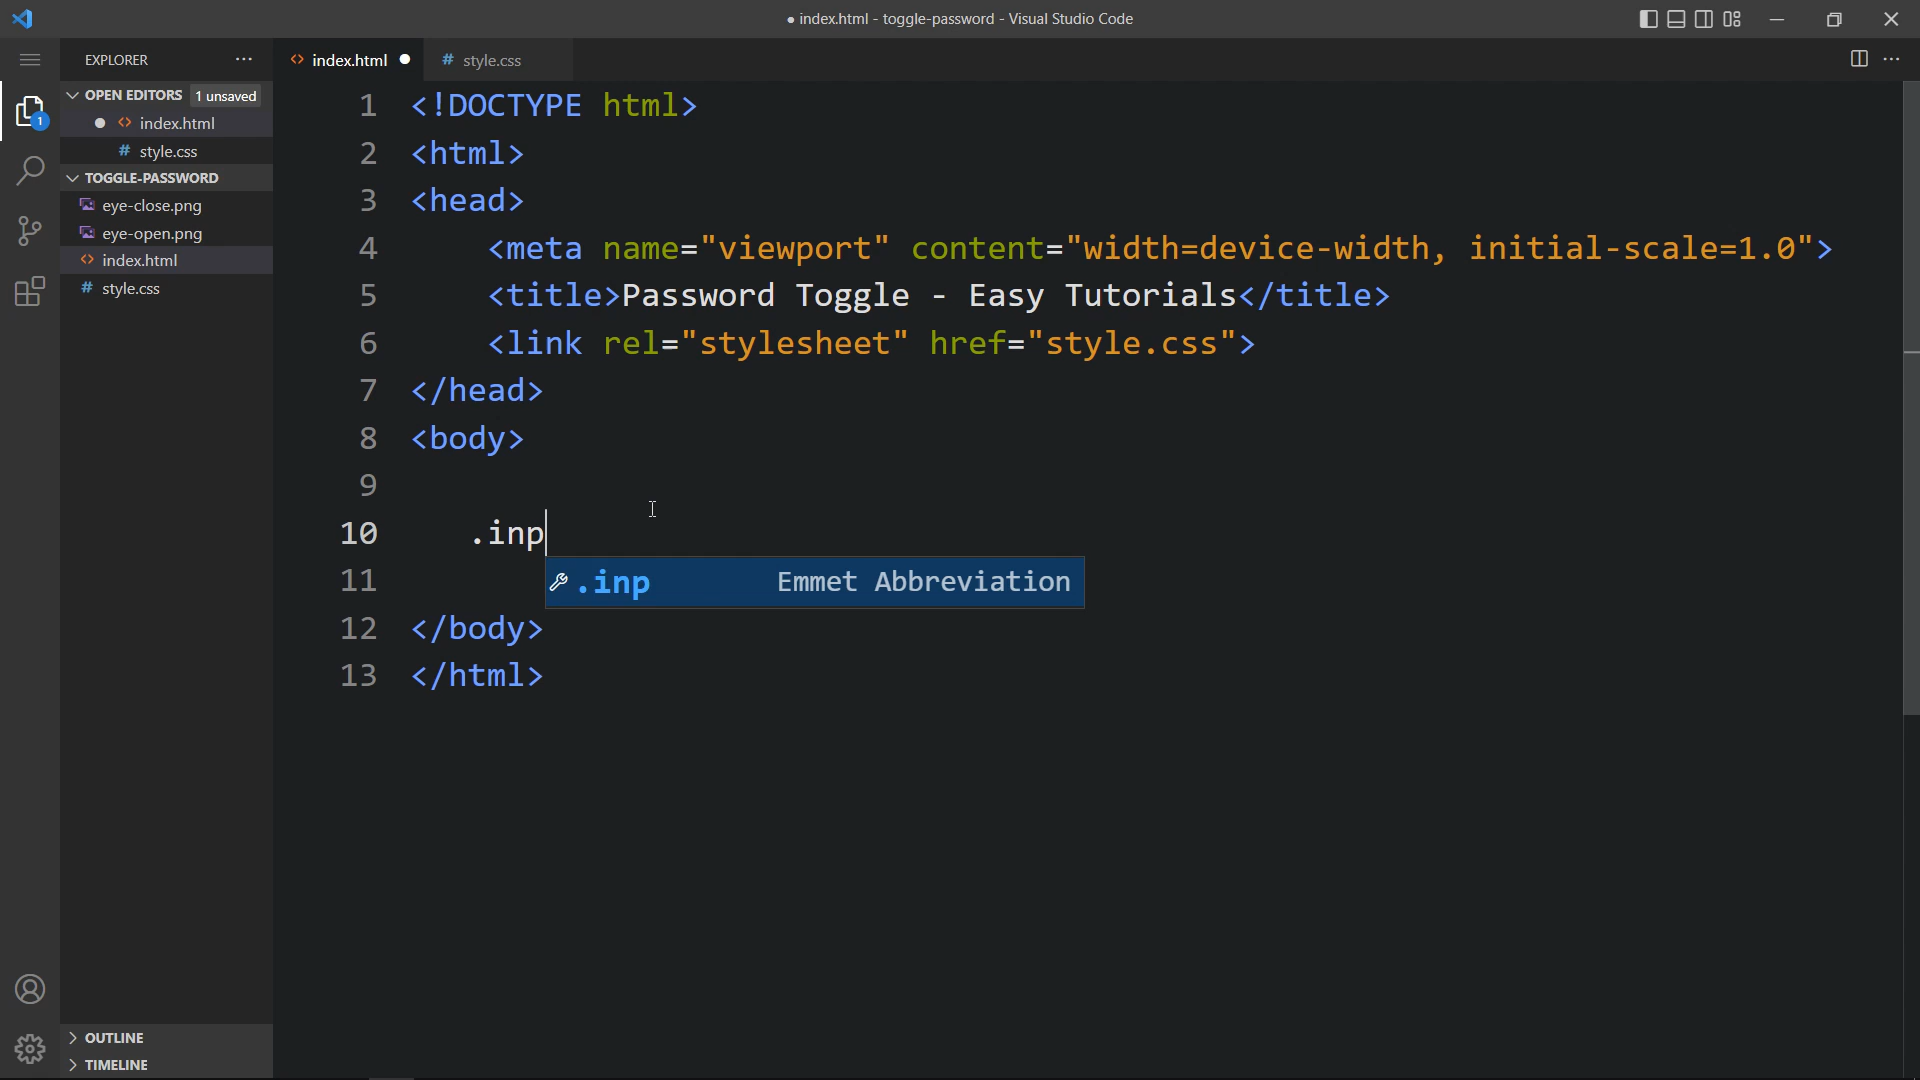 ● index.html - toggle-password - Visual Studio Code
EXPLORER
index.html
# style.css
OPEN EDITORS 1 unsaved
1
index.html
# style.css
TOGGLE-PASSWORD
eye-close.png
eye-open.png
index.html
# style.css
1 <!DOCTYPE html>
2 <html>
3 <head>
4 <meta name="viewport" content="width=device-width, initial-scale=1.0">
5 <title>Password Toggle - Easy Tutorials</title>
6 <link rel="stylesheet" href="style.css">
7 </head>
8 <body>
9
10 .inp
.inp Emmet Abbreviation
11
12 </body>
13 </html>
OUTLINE
TIMELINE